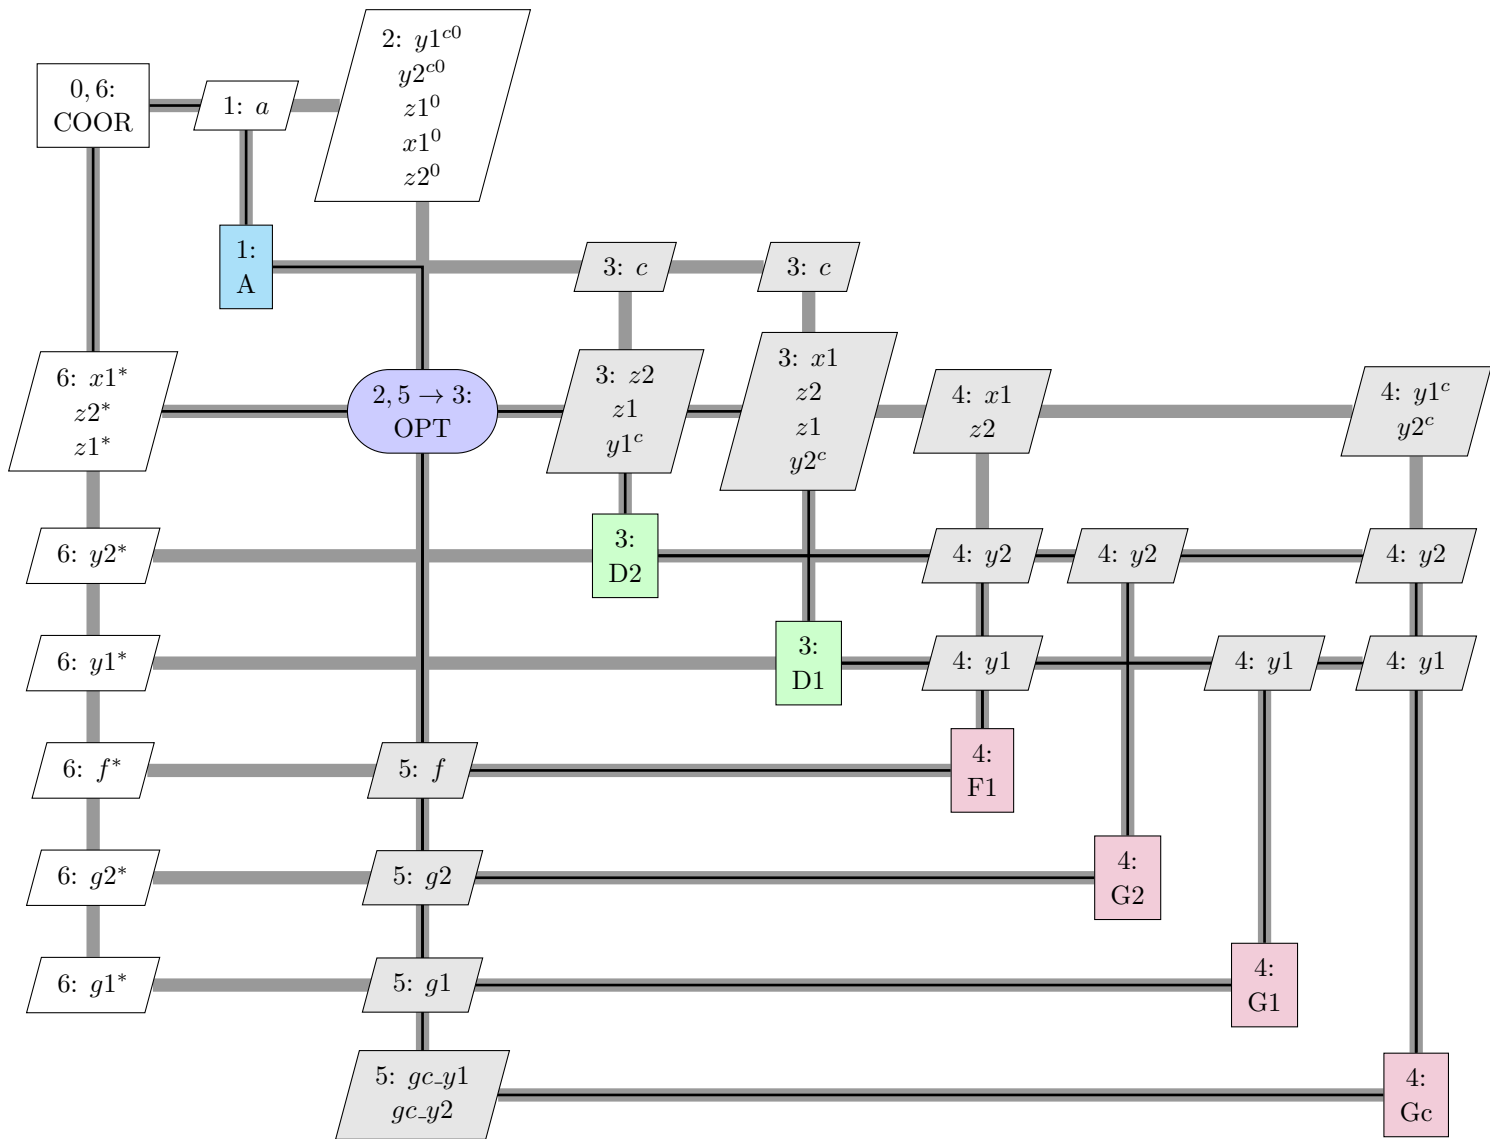 0, 6:
COOR
1: a
2: y1^{c0}
y2^{c0}
z1^0
x1^0
z2^0
1:
A
3: c
3: c
6: x1*
z2*
z1*
2, 5 → 3:
OPT
3: z2
z1
y1^c
3: x1
z2
z1
y2^c
4: x1
z2
4: y1^c
y2^c
6: y2*
3:
D2
4: y2
4: y2
4: y2
6: y1*
3:
D1
4: y1
4: y1
4: y1
6: f*
5: f
4:
F1
6: g2*
5: g2
4:
G2
6: g1*
5: g1
4:
G1
5: gc_y1
gc_y2
4:
Gc